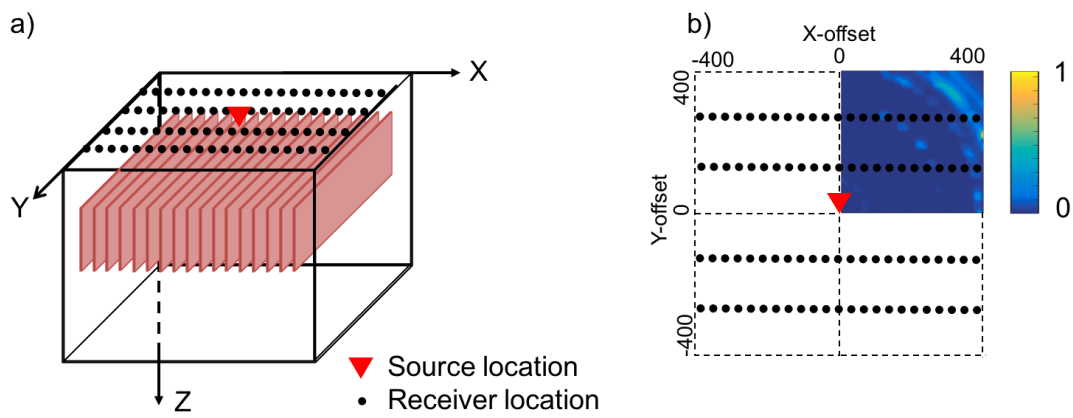 a)
X
Y
Z
Source location
Receiver location
b)
X-offset
-400
0
400
Y-offset
400
0
-400
1
0